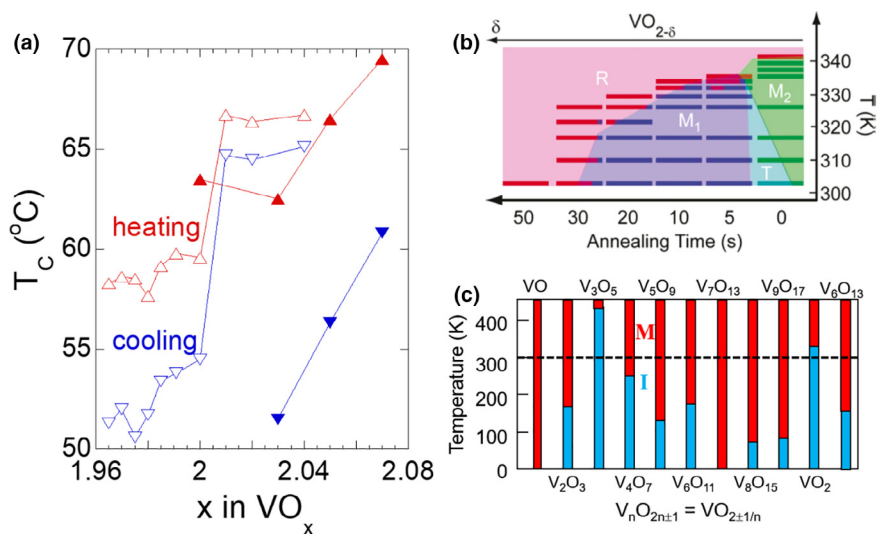 (a)
70
65
60
55
50
T_C (°C)
heating
cooling
1.96
2
2.04
2.08
x in VOₓ
(b)
δ
VO₂₋δ
R
M₁
M₂
T
340
330
320
310
300
T (K)
50
30
20
10
5
0
Annealing Time (s)
(c)
VO
V₃O₅
V₅O₉
V₇O₁₃
V₉O₁₇
V₆O₁₃
400
300
200
100
0
Temperature (K)
M
I
V₂O₃
V₄O₇
V₆O₁₁
V₈O₁₅
VO₂
VₙO₂ₙ±₁ = VO₂±₁/ₙ